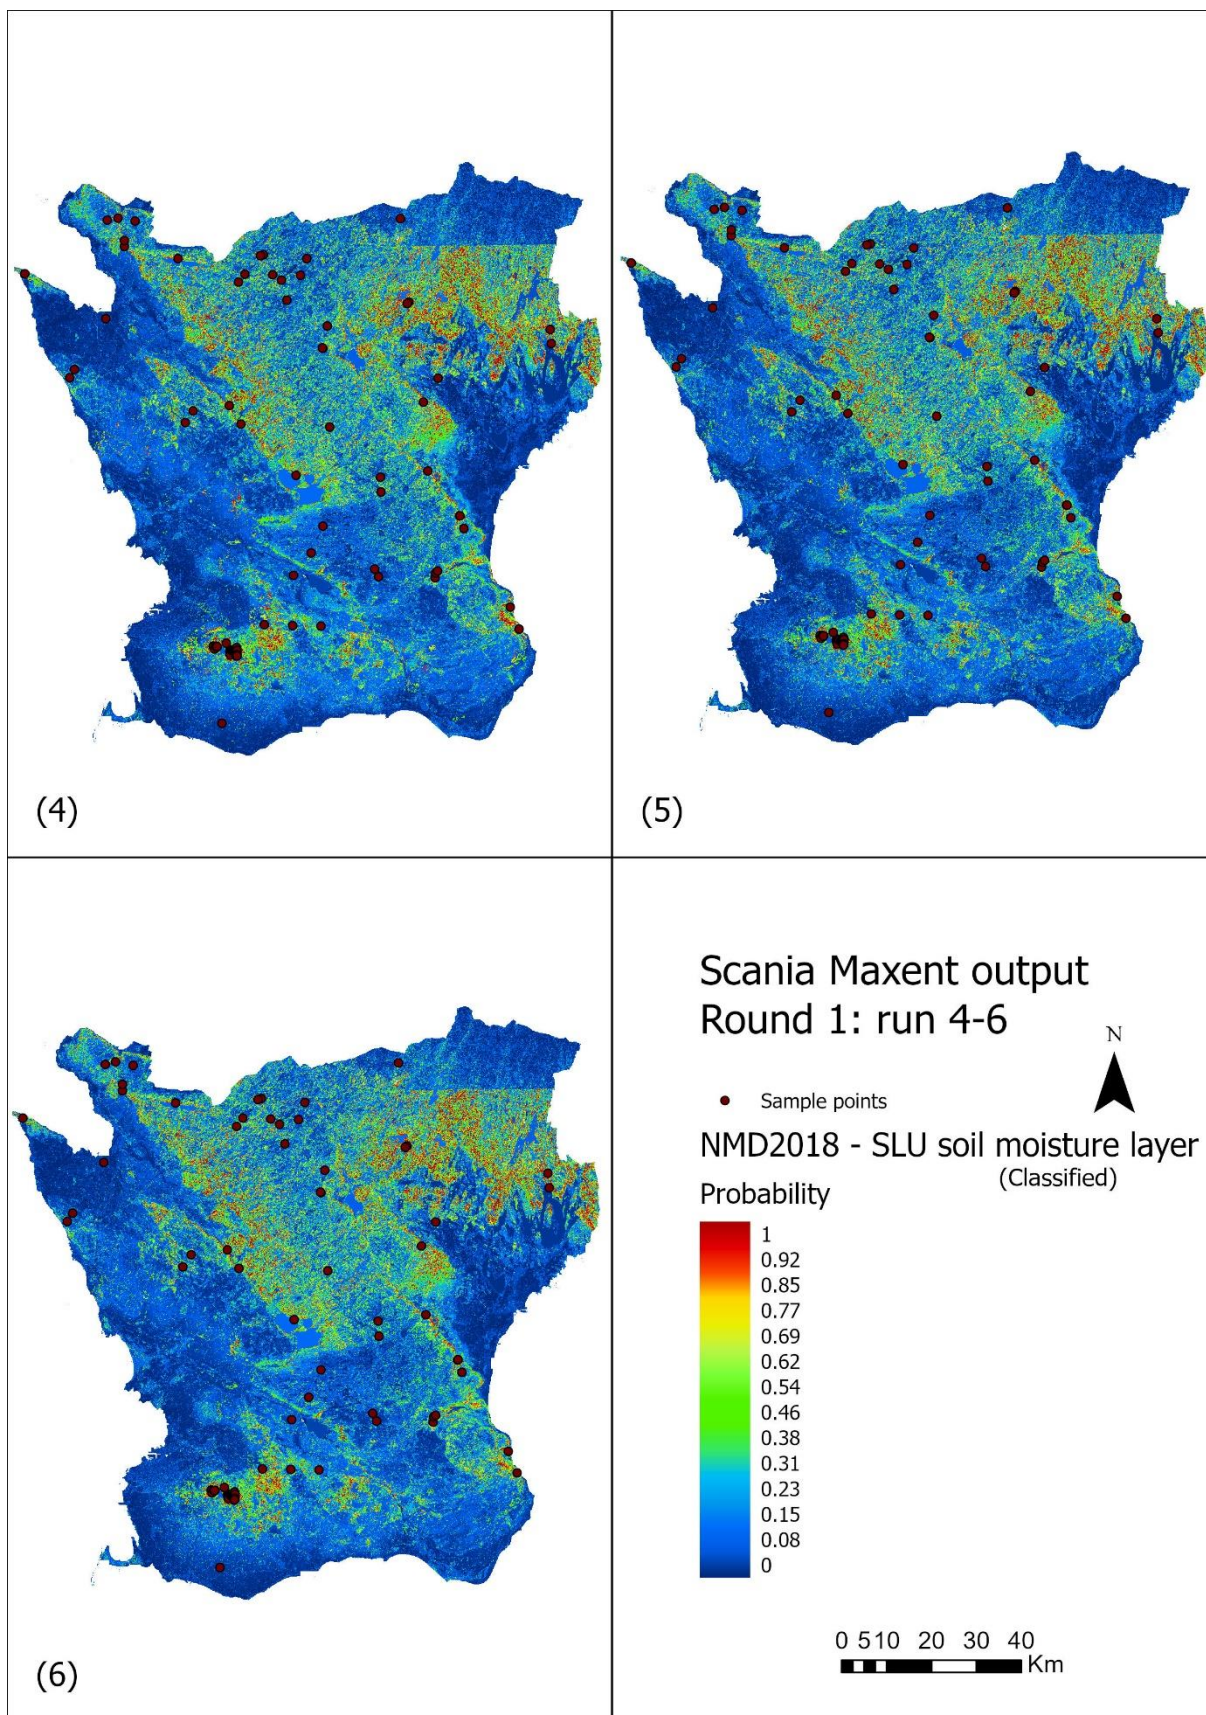 (4)
(5)
(6)
Scania Maxent output
Round 1: run 4-6
N
Sample points
NMD2018 - SLU soil moisture layer
(Classified)
Probability
1
0.92
0.85
0.77
0.69
0.62
0.54
0.46
0.38
0.31
0.23
0.15
0.08
0
0 5 10 20 30 40
Km